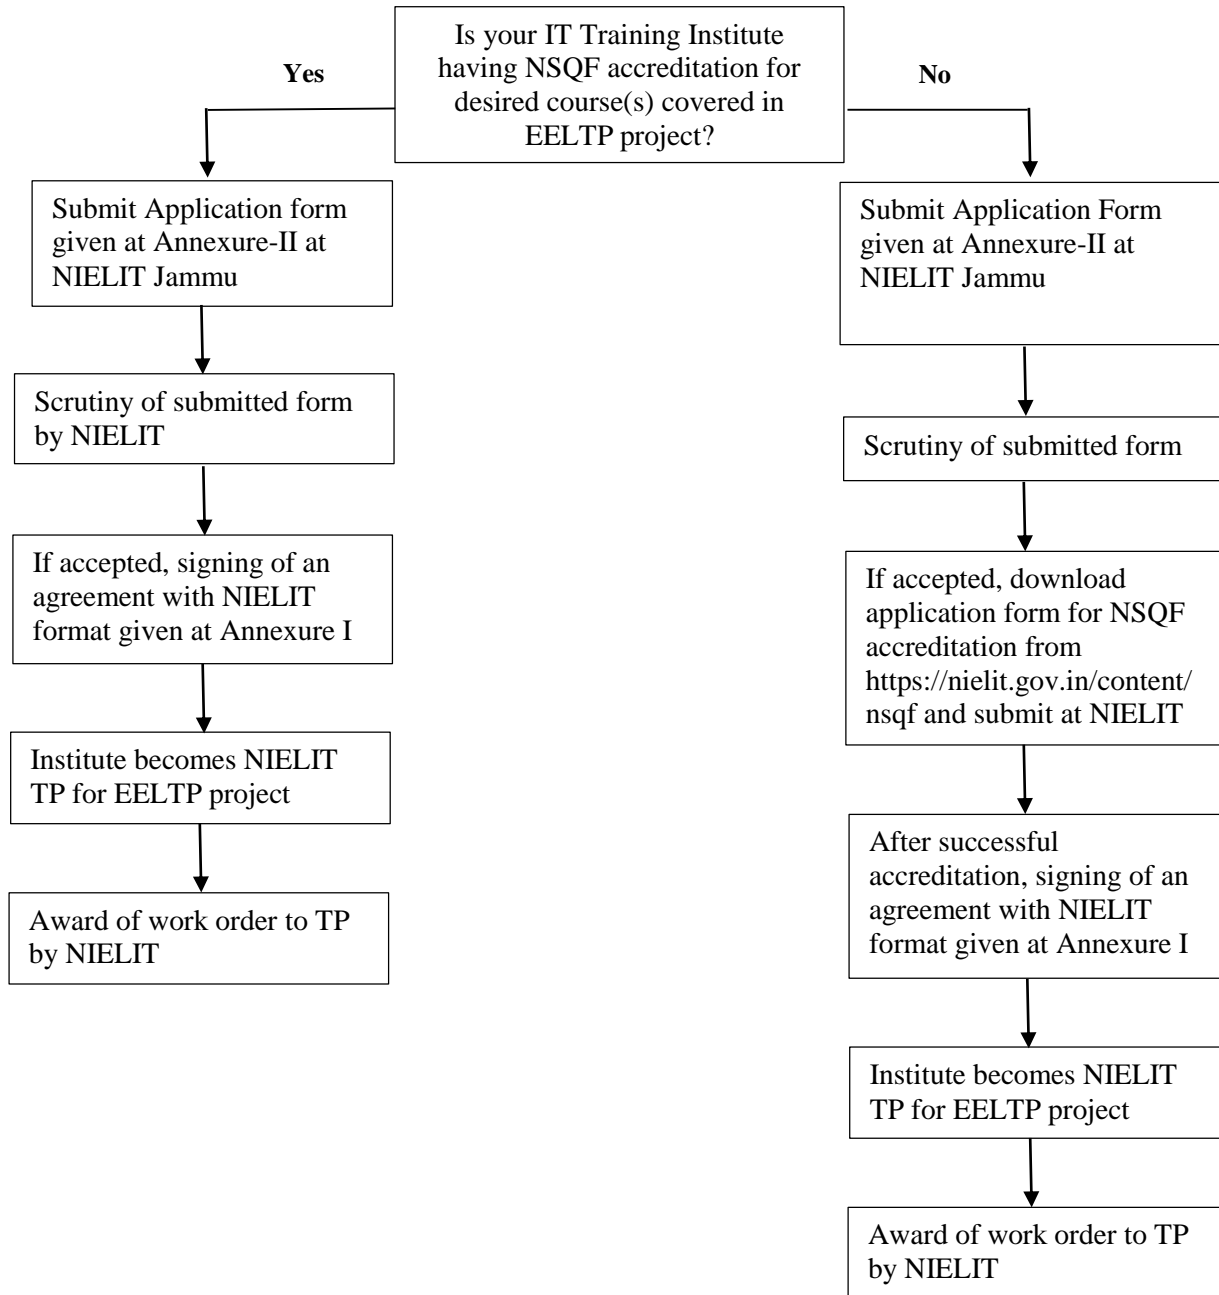 Is your IT Training Institute
having NSQF accreditation for
desired course(s) covered in
EELTP project?
Yes
No
Submit Application form
given at Annexure-II at
NIELIT Jammu
Scrutiny of submitted form
by NIELIT
If accepted, signing of an
agreement with NIELIT
format given at Annexure I
Institute becomes NIELIT
TP for EELTP project
Award of work order to TP
by NIELIT
Submit Application Form
given at Annexure-II at
NIELIT Jammu
Scrutiny of submitted form
If accepted, download
application form for NSQF
accreditation from
https://nielit.gov.in/content/
nsqf and submit at NIELIT
After successful
accreditation, signing of an
agreement with NIELIT
format given at Annexure I
Institute becomes NIELIT
TP for EELTP project
Award of work order to TP
by NIELIT